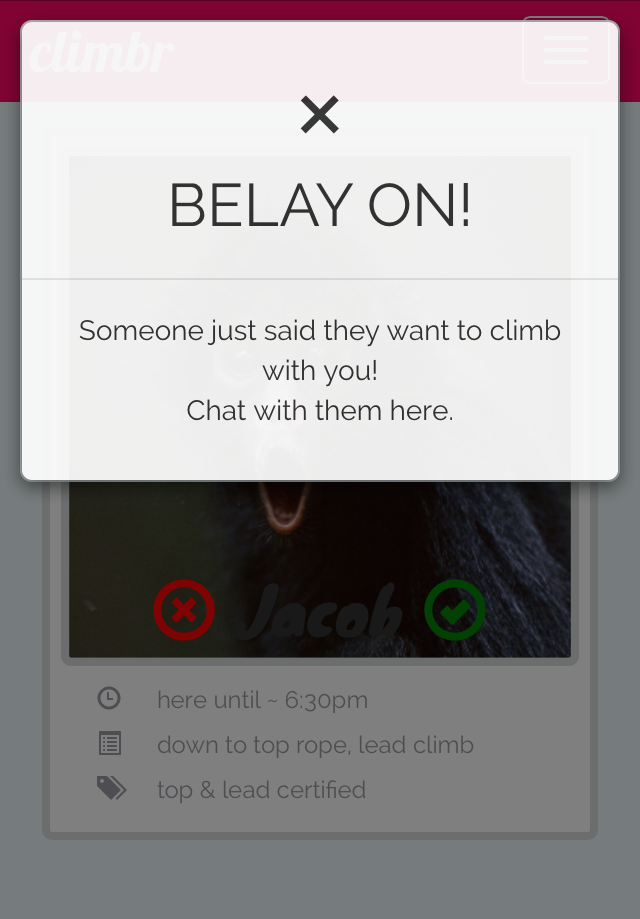 climbr
BELAY ON!
Someone just said they want to climb
with you!
Chat with them here.
Jacob
here until ~ 6:30pm
down to top rope, lead climb
top & lead certified